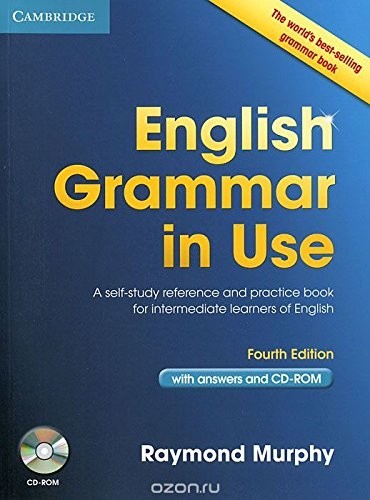 CAMBRIDGE
The world's best-selling
grammar book
English
Grammar
in Use
A self-study reference and practice book
for intermediate learners of English
Fourth Edition
with answers and CD-ROM
CD-ROM
Raymond Murphy
ozon.ru